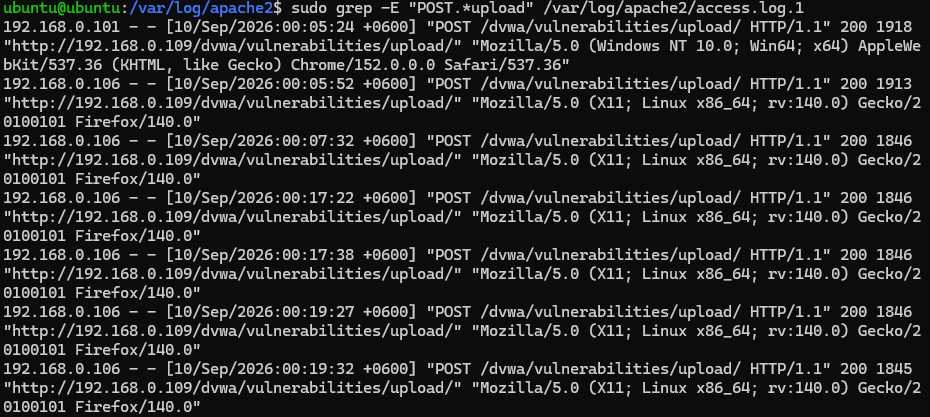 ubuntu@ubuntu:/var/log/apache2$ sudo grep -E "POST.*upload" /var/log/apache2/access.log.1
192.168.0.101 - - [10/Sep/2026:00:05:24 +0600] "POST /dvwa/vulnerabilities/upload/ HTTP/1.1" 200 1918
"http://192.168.0.109/dvwa/vulnerabilities/upload/" "Mozilla/5.0 (Windows NT 10.0; Win64; x64) AppleWe
bKit/537.36 (KHTML, like Gecko) Chrome/152.0.0.0 Safari/537.36"
192.168.0.106 - - [10/Sep/2026:00:05:52 +0600] "POST /dvwa/vulnerabilities/upload/ HTTP/1.1" 200 1913
"http://192.168.0.109/dvwa/vulnerabilities/upload/" "Mozilla/5.0 (X11; Linux x86_64; rv:140.0) Gecko/2
0100101 Firefox/140.0"
192.168.0.106 - - [10/Sep/2026:00:07:32 +0600] "POST /dvwa/vulnerabilities/upload/ HTTP/1.1" 200 1846
"http://192.168.0.109/dvwa/vulnerabilities/upload/" "Mozilla/5.0 (X11; Linux x86_64; rv:140.0) Gecko/2
0100101 Firefox/140.0"
192.168.0.106 - - [10/Sep/2026:00:17:22 +0600] "POST /dvwa/vulnerabilities/upload/ HTTP/1.1" 200 1846
"http://192.168.0.109/dvwa/vulnerabilities/upload/" "Mozilla/5.0 (X11; Linux x86_64; rv:140.0) Gecko/2
0100101 Firefox/140.0"
192.168.0.106 - - [10/Sep/2026:00:17:38 +0600] "POST /dvwa/vulnerabilities/upload/ HTTP/1.1" 200 1846
"http://192.168.0.109/dvwa/vulnerabilities/upload/" "Mozilla/5.0 (X11; Linux x86_64; rv:140.0) Gecko/2
0100101 Firefox/140.0"
192.168.0.106 - - [10/Sep/2026:00:19:27 +0600] "POST /dvwa/vulnerabilities/upload/ HTTP/1.1" 200 1846
"http://192.168.0.109/dvwa/vulnerabilities/upload/" "Mozilla/5.0 (X11; Linux x86_64; rv:140.0) Gecko/2
0100101 Firefox/140.0"
192.168.0.106 - - [10/Sep/2026:00:19:32 +0600] "POST /dvwa/vulnerabilities/upload/ HTTP/1.1" 200 1845
"http://192.168.0.109/dvwa/vulnerabilities/upload/" "Mozilla/5.0 (X11; Linux x86_64; rv:140.0) Gecko/2
0100101 Firefox/140.0"